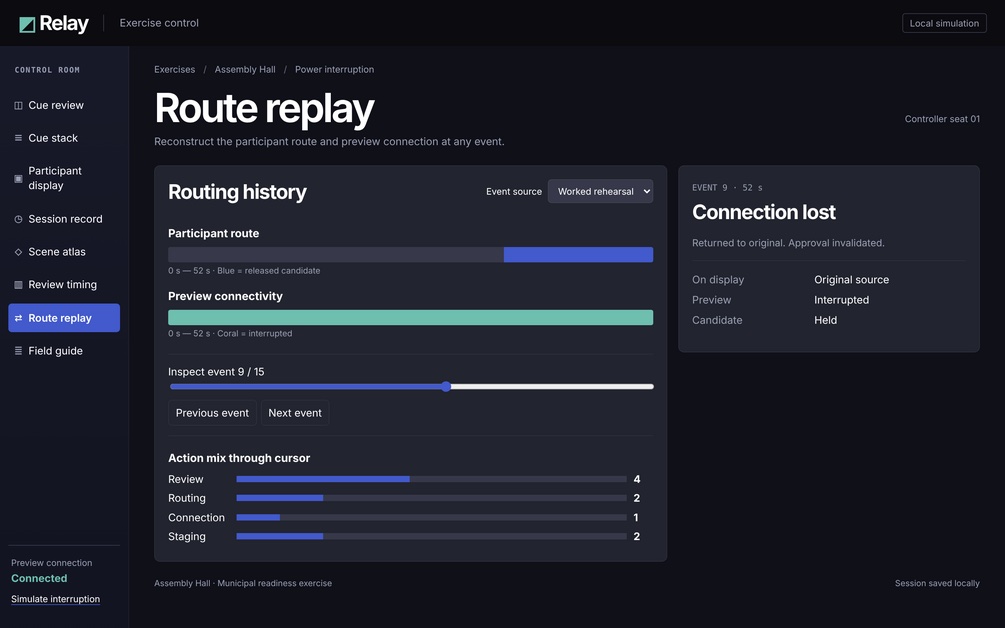 Relay
Exercise control
Local simulation
CONTROL ROOM
Cue review
Cue stack
Participant
display
Session record
Scene atlas
Review timing
Route replay
Field guide
Preview connection
Connected
Simulate interruption
Exercises / Assembly Hall / Power interruption
Route replay
Reconstruct the participant route and preview connection at any event.
Controller seat 01
Routing history
Event source Worked rehearsal
Participant route
0 s — 52 s · Blue = released candidate
Preview connectivity
0 s — 52 s · Coral = interrupted
Inspect event 9 / 15
Previous event Next event
Action mix through cursor
Review 4
Routing 2
Connection 1
Staging 2
EVENT 9 · 52 s
Connection lost
Returned to original. Approval invalidated.
On display Original source
Preview Interrupted
Candidate Held
Assembly Hall · Municipal readiness exercise
Session saved locally